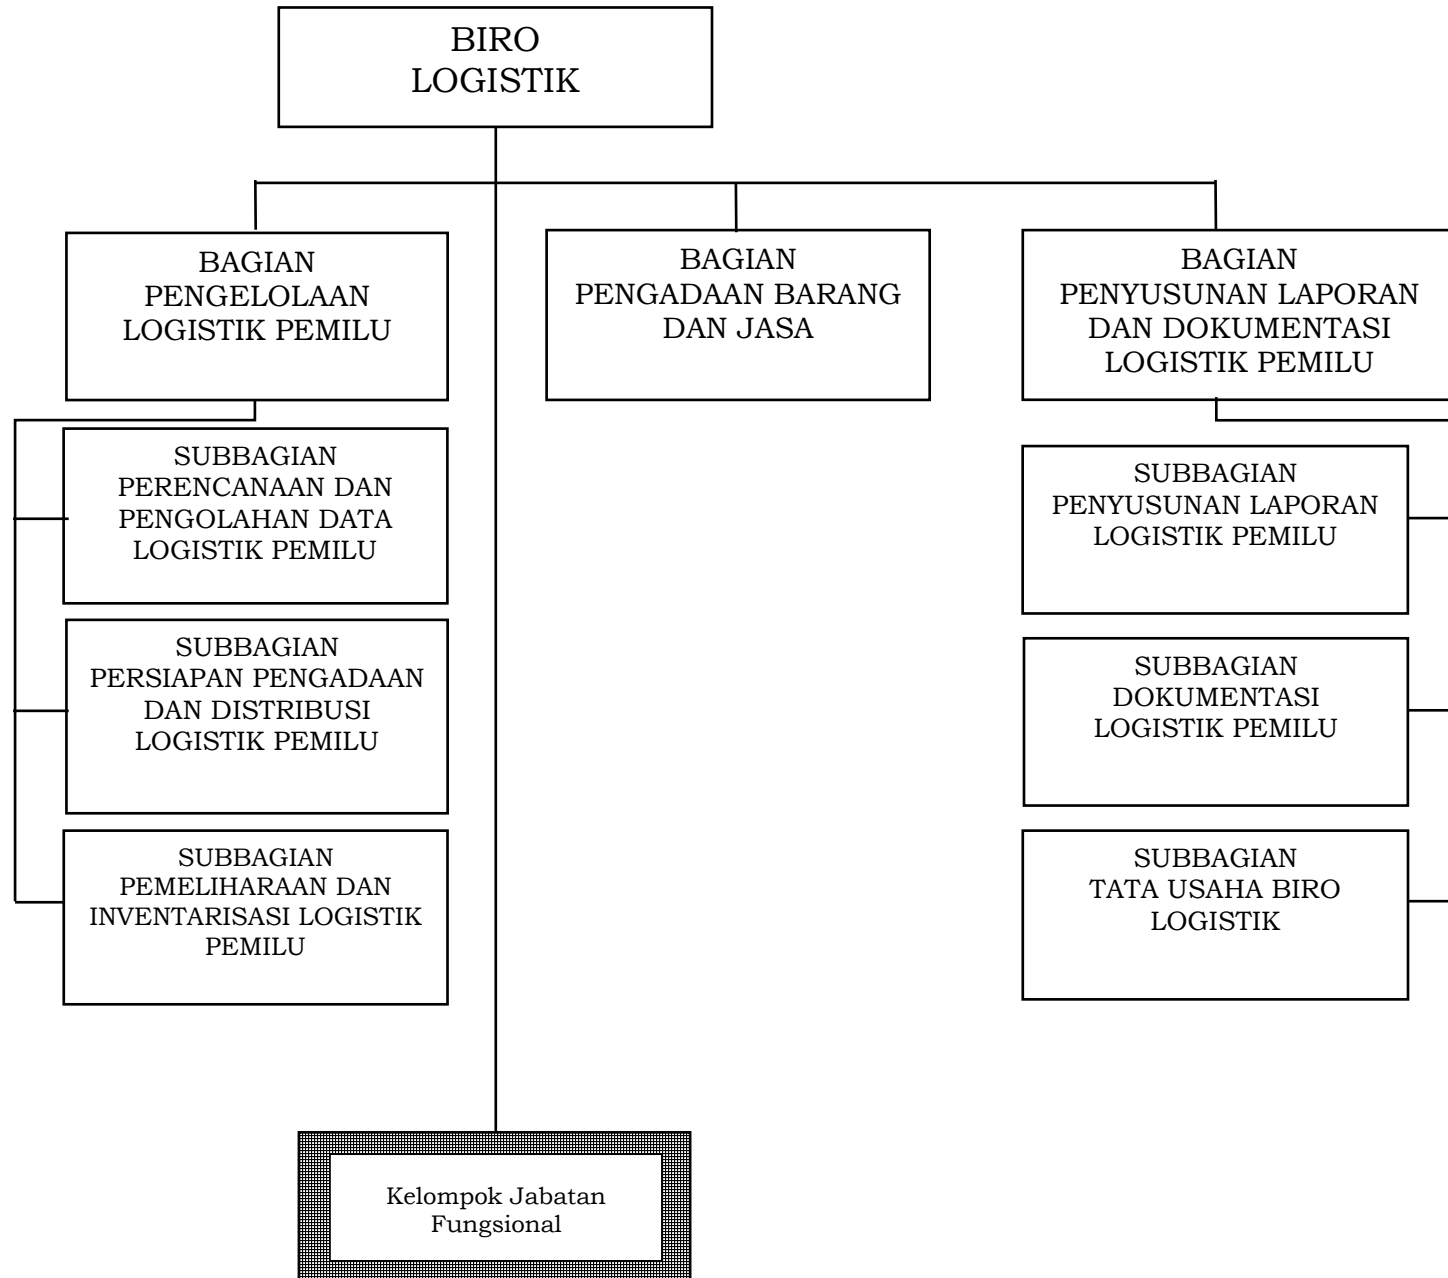 BIRO
LOGISTIK
BAGIAN
PENGELOLAAN
LOGISTIK PEMILU
BAGIAN
PENGADAAN BARANG
DAN JASA
BAGIAN
PENYUSUNAN LAPORAN
DAN DOKUMENTASI
LOGISTIK PEMILU
SUBBAGIAN
PERENCANAAN DAN
PENGOLAHAN DATA
LOGISTIK PEMILU
SUBBAGIAN
PERSIAPAN PENGADAAN
DAN DISTRIBUSI
LOGISTIK PEMILU
SUBBAGIAN
PEMELIHARAAN DAN
INVENTARISASI LOGISTIK
PEMILU
SUBBAGIAN
PENYUSUNAN LAPORAN
LOGISTIK PEMILU
SUBBAGIAN
DOKUMENTASI
LOGISTIK PEMILU
SUBBAGIAN
TATA USAHA BIRO
LOGISTIK
Kelompok Jabatan
Fungsional